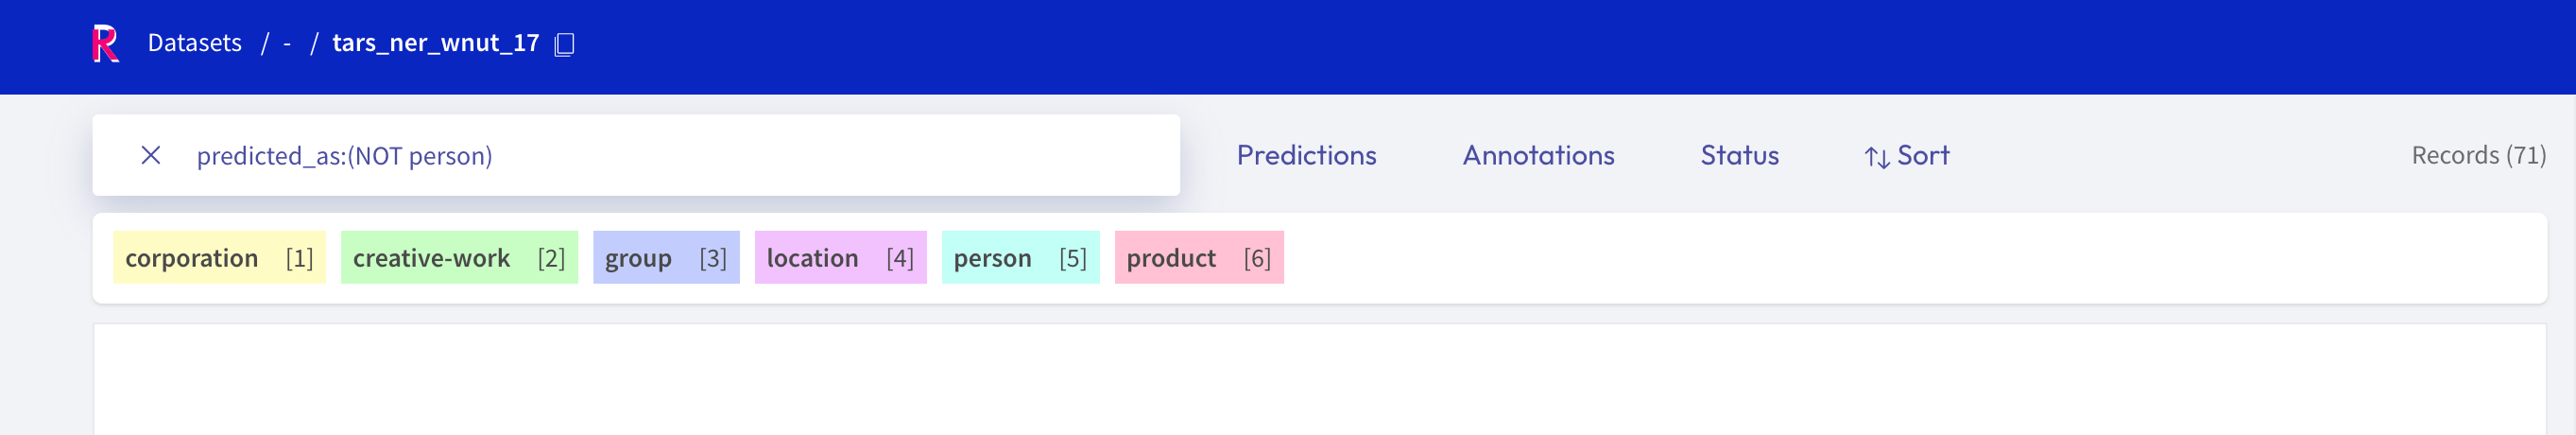 R Datasets / - / tars_ner_wnut_17
predicted_as:(NOT person) Predictions Annotations Status Sort Records (71)
corporation [1] creative-work [2] group [3] location [4] person [5] product [6]